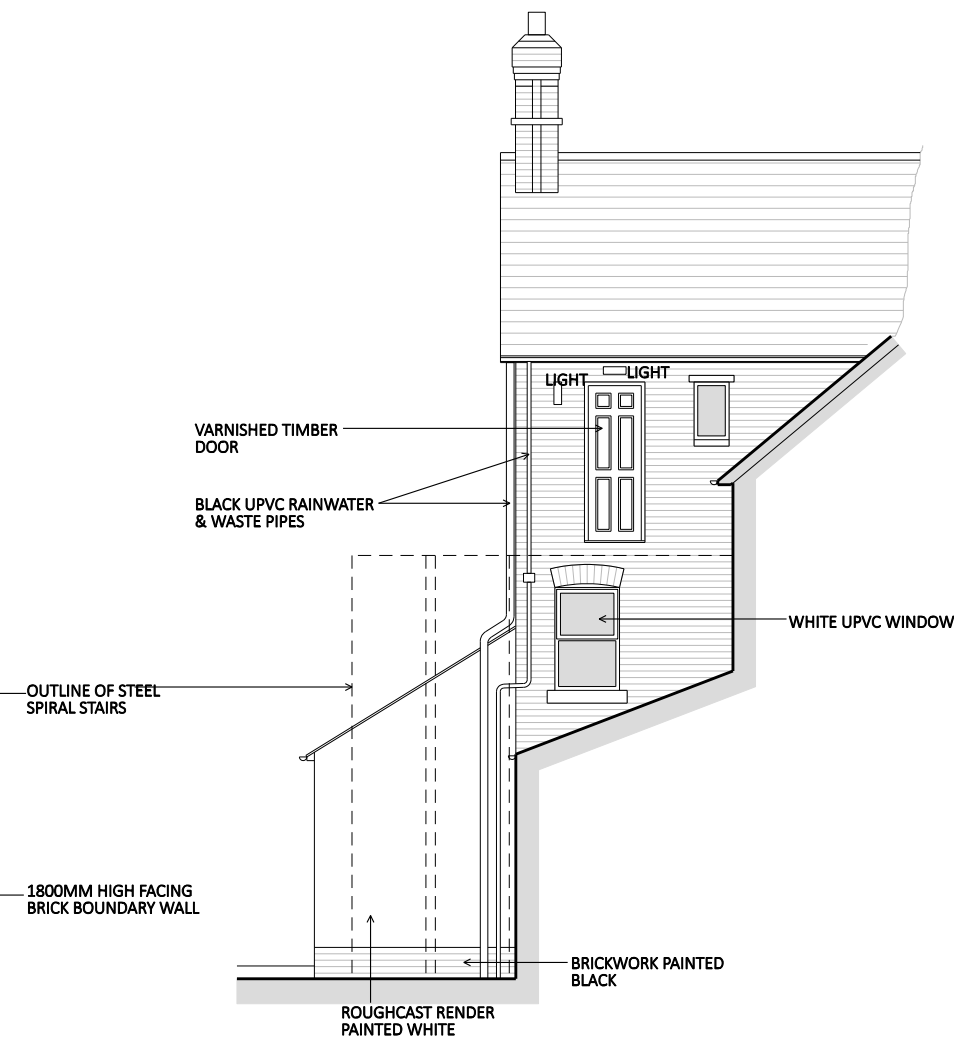 LIGHT
LIGHT
VARNISHED TIMBER
DOOR
BLACK UPVC RAINWATER
& WASTE PIPES
WHITE UPVC WINDOW
OUTLINE OF STEEL
SPIRAL STAIRS
1800MM HIGH FACING
BRICK BOUNDARY WALL
BRICKWORK PAINTED
BLACK
ROUGHCAST RENDER
PAINTED WHITE